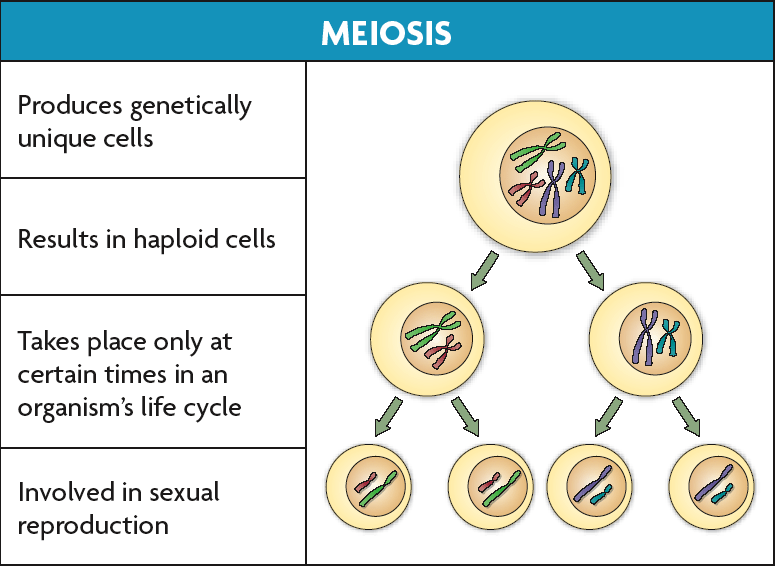 MEIOSIS
Produces genetically
unique cells
Results in haploid cells
Takes place only at
certain times in an
organism’s life cycle
Involved in sexual
reproduction